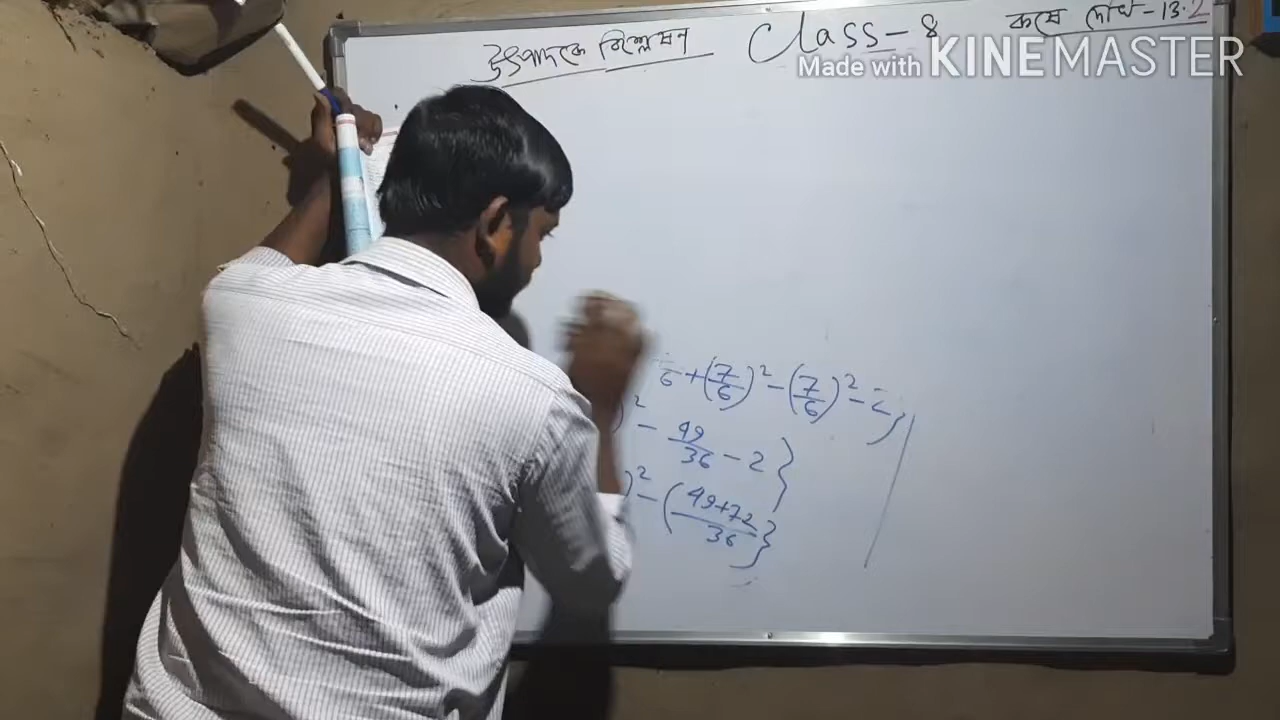 উৎপাদকে বিশ্লেষণ Class - 8 কষে দেখি - 13.2
Made with KINEMASTER
6 + (7/6)² - (7/6)² - 2}
)² - 49/36 - 2}
)² - (49+72/36}